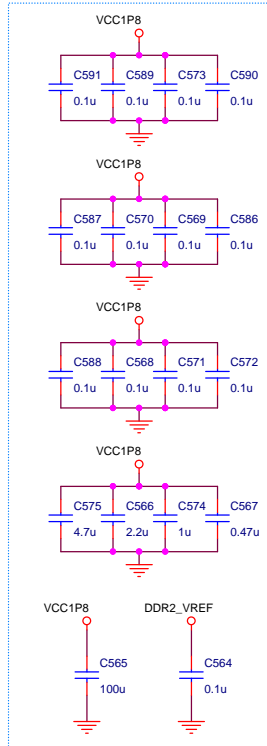 VCC1P8
C591 C589 C573 C590
0.1u 0.1u 0.1u 0.1u
VCC1P8
C587 C570 C569 C586
0.1u 0.1u 0.1u 0.1u
VCC1P8
C588 C568 C571 C572
0.1u 0.1u 0.1u 0.1u
VCC1P8
C575 C566 C574 C567
4.7u 2.2u 1u 0.47u
VCC1P8 DDR2_VREF
C565 C564
100u 0.1u